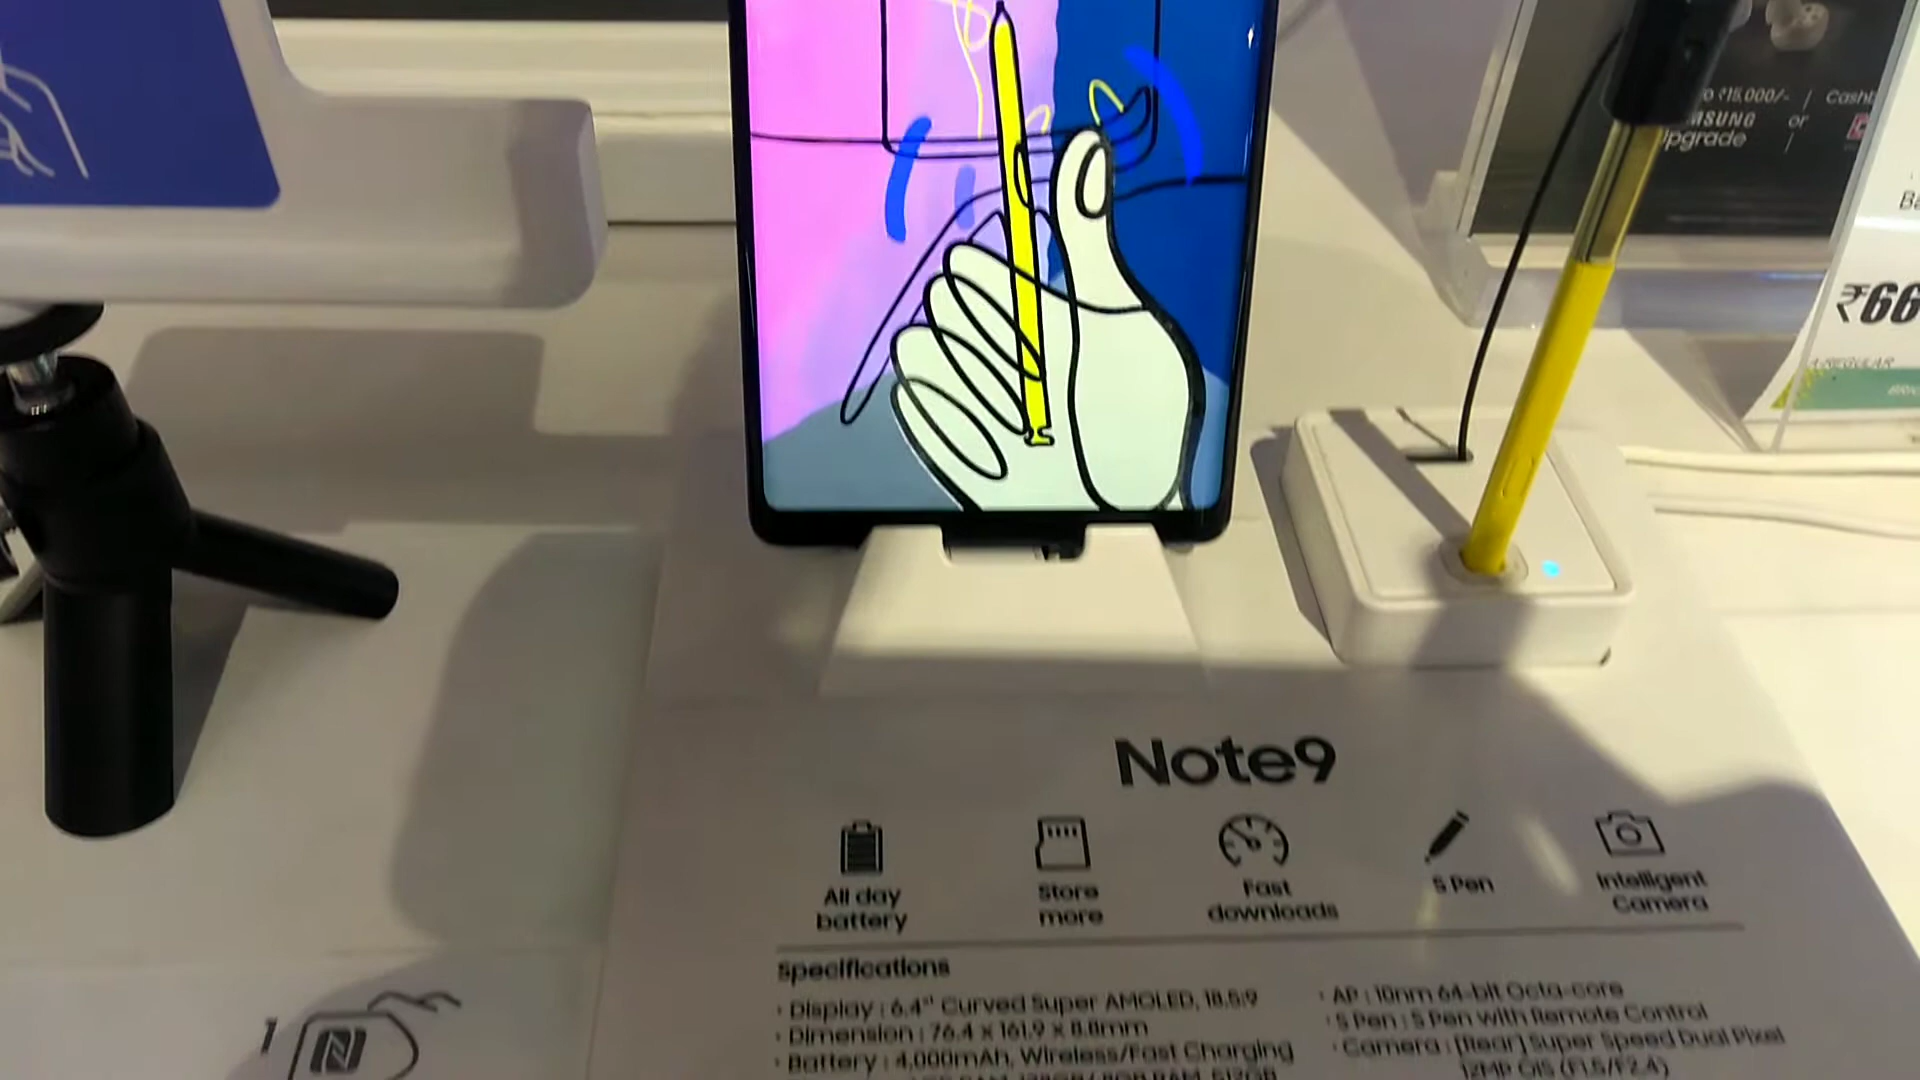 ₹15,000/- |
SAMSUNG or
Upgrade |
₹66
Note9
All day
battery
Store
more
Fast
downloads
S Pen
Intelligent
Camera
Specifications
· Display : 6.4" Curved Super AMOLED, 18.5:9
· Dimension : 76.4 x 161.9 x 8.8mm
· Battery : 4,000mAh, Wireless/Fast Charging
· AP : 10nm 64-bit Octa-core
· S Pen : S Pen with Remote Control
· Camera : [Rear] Super Speed Dual Pixel
12MP OIS (F1.5/F2.4)
1